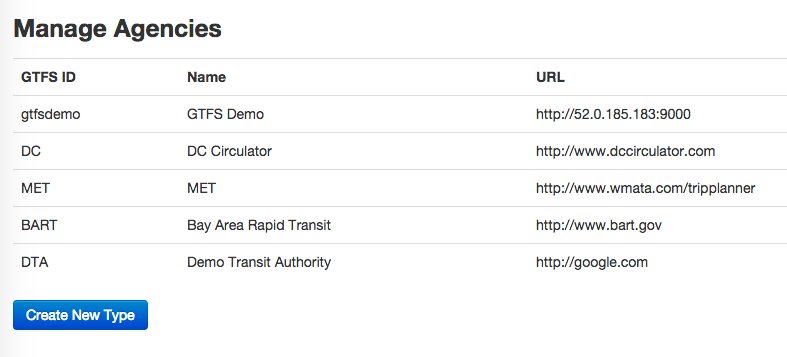 Manage Agencies
GTFS ID Name URL
gtfsdemo GTFS Demo http://52.0.185.183:9000
DC DC Circulator http://www.dccirculator.com
MET MET http://www.wmata.com/tripplanner
BART Bay Area Rapid Transit http://www.bart.gov
DTA Demo Transit Authority http://google.com
Create New Type